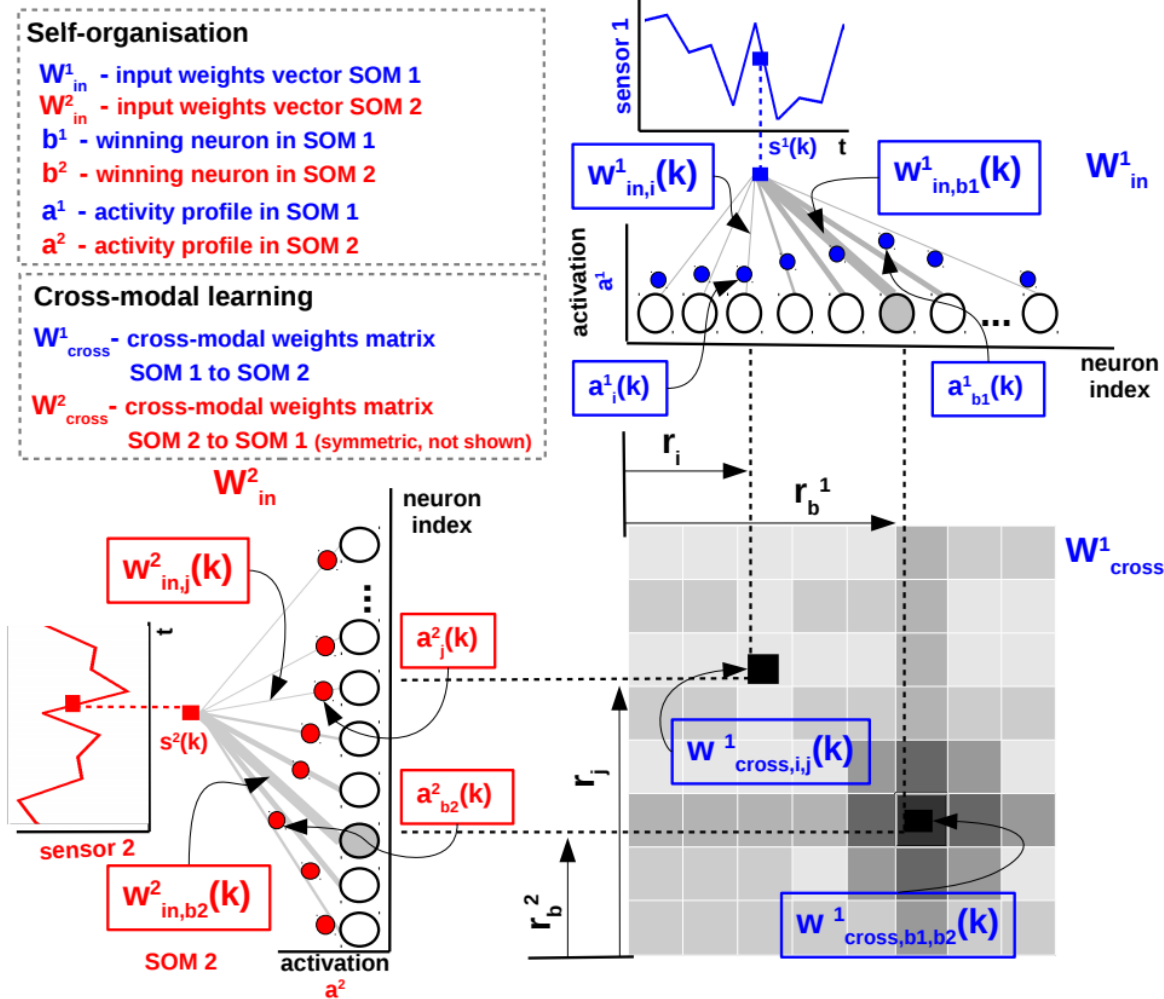 Self-organisation
W¹in - input weights vector SOM 1
W²in - input weights vector SOM 2
b¹ - winning neuron in SOM 1
b² - winning neuron in SOM 2
a¹ - activity profile in SOM 1
a² - activity profile in SOM 2
Cross-modal learning
W¹cross- cross-modal weights matrix
SOM 1 to SOM 2
W²cross- cross-modal weights matrix
SOM 2 to SOM 1 (symmetric, not shown)
sensor 1
t
s¹(k)
w¹in,i(k)
w¹in,b1(k)
W¹in
activation
a¹
...
neuron
index
a¹i(k)
a¹b1(k)
ri
rb¹
W¹cross
w¹cross,i,j(k)
w¹cross,b1,b2(k)
rj
rb²
W²in
neuron
index
w²in,j(k)
...
a²j(k)
t
s²(k)
a²b2(k)
sensor 2
w²in,b2(k)
SOM 2
activation
a²